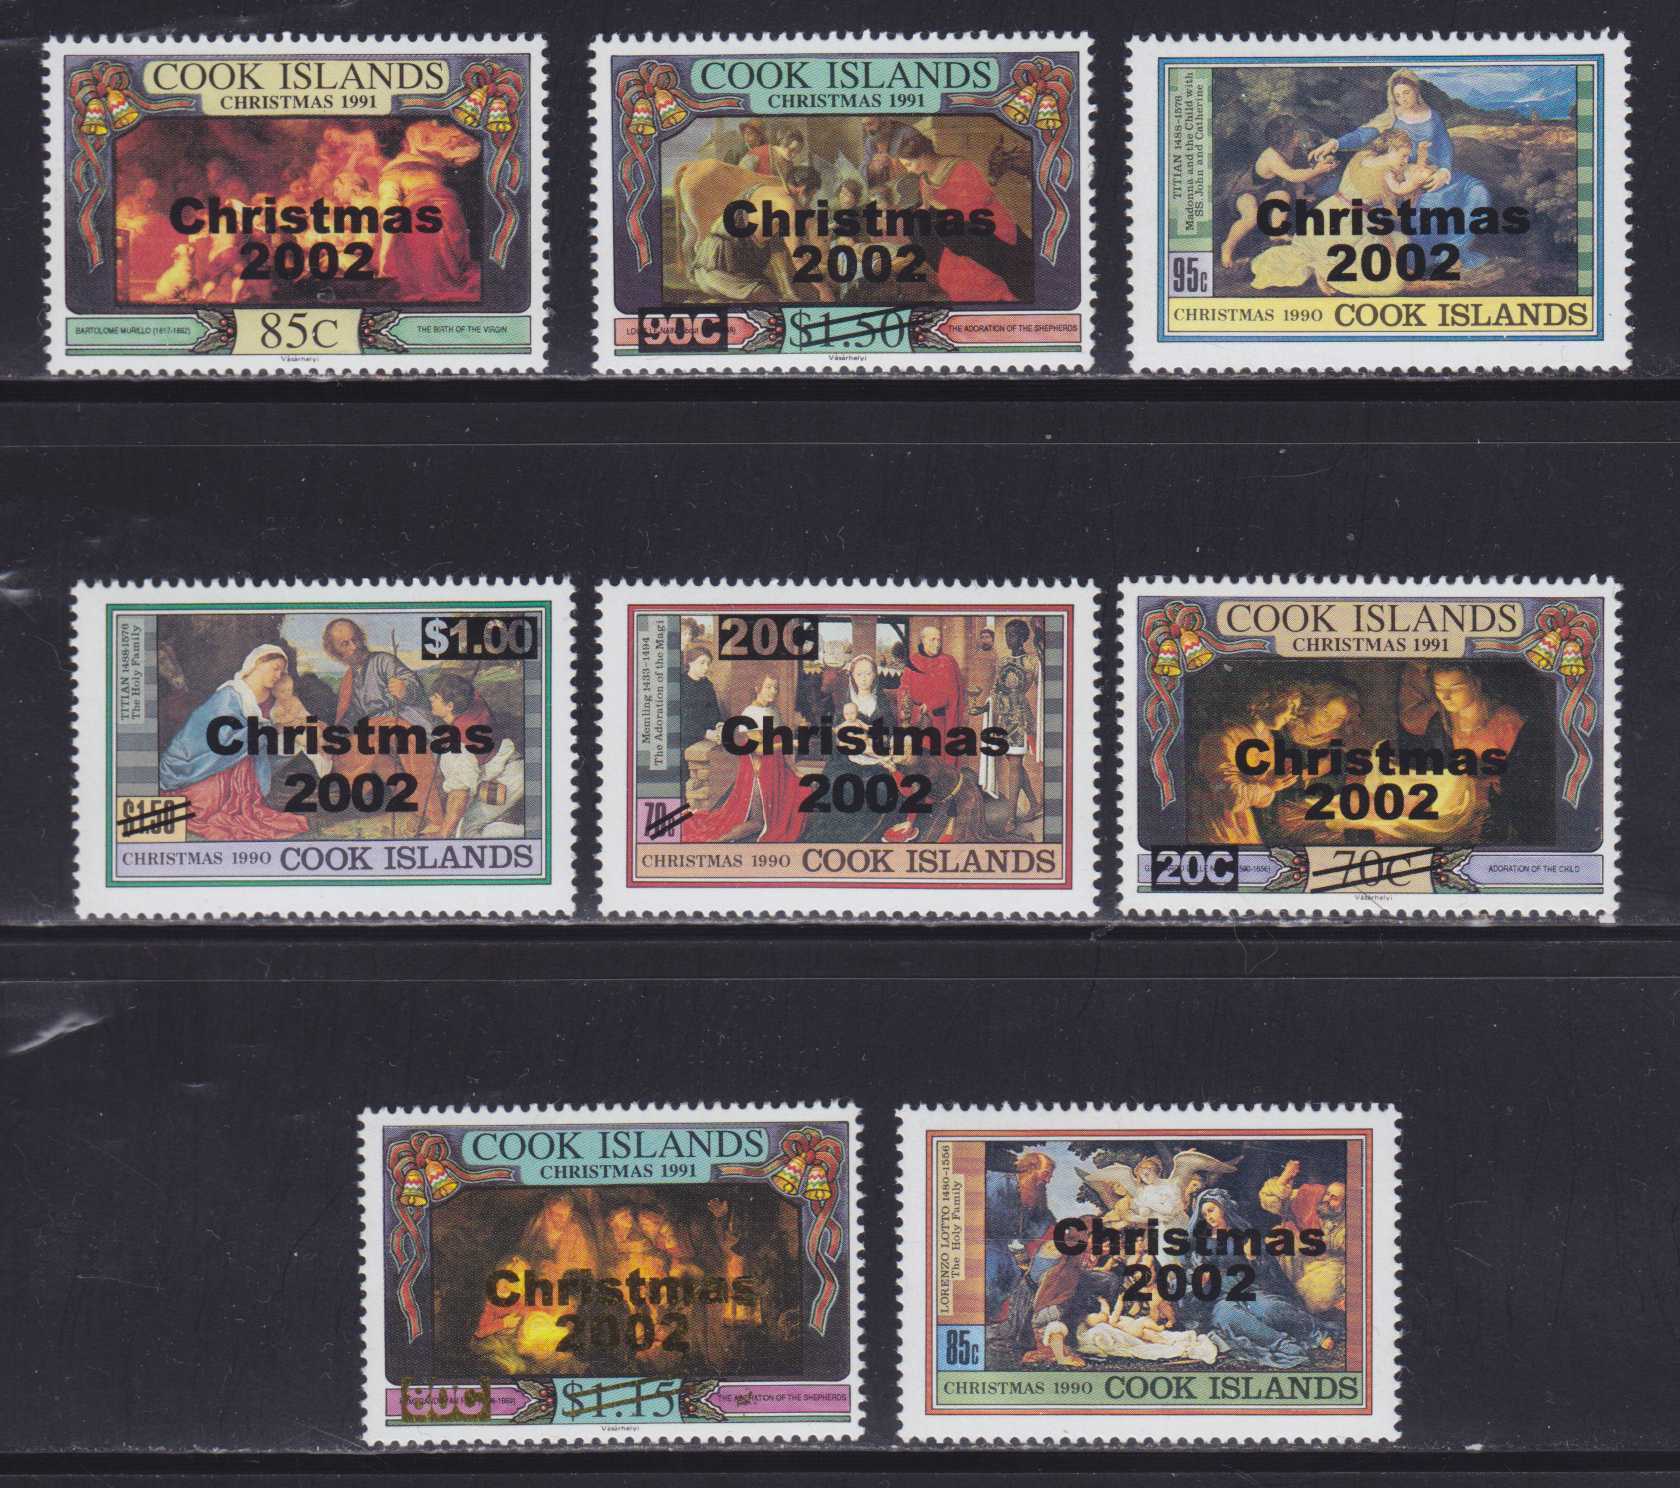 COOK ISLANDS
CHRISTMAS 1991
Christmas
2002
BARTOLOME MURILLO (1617-1682)
85C
THE BIRTH OF THE VIRGIN
Vásárhelyi
COOK ISLANDS
CHRISTMAS 1991
Christmas
2002
90C
$1.50
THE ADORATION OF THE SHEPHERDS
Vásárhelyi
TITIAN 1488-1576
Madonna and the Child with
SS. John and Catherine
Christmas
2002
95c
CHRISTMAS 1990 COOK ISLANDS
TITIAN 1488-1576
The Holy Family
$1.00
Christmas
2002
$1.50
CHRISTMAS 1990 COOK ISLANDS
Memling 1433-1494
The Adoration of the Magi
20C
Christmas
2002
70c
CHRISTMAS 1990 COOK ISLANDS
COOK ISLANDS
CHRISTMAS 1991
Christmas
2002
20C
70C
ADORATION OF THE CHILD
Vásárhelyi
COOK ISLANDS
CHRISTMAS 1991
Christmas
2002
$1.15
THE ADORATION OF THE SHEPHERDS
Vásárhelyi
LORENZO LOTTO 1480-1556
The Holy Family
Christmas
2002
85c
CHRISTMAS 1990 COOK ISLANDS